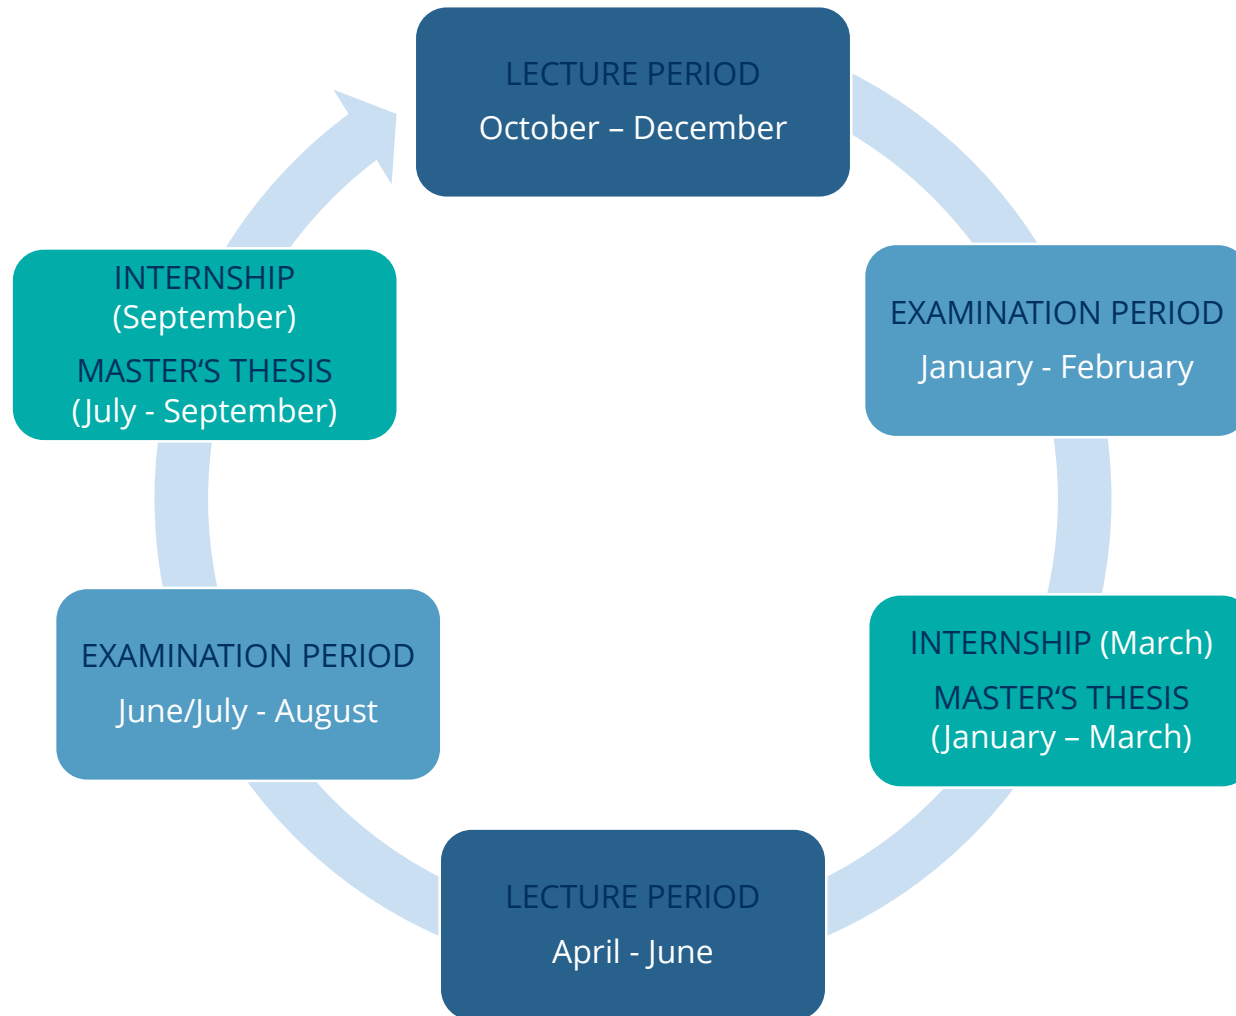 LECTURE PERIOD
October – December
EXAMINATION PERIOD
January - February
INTERNSHIP (March)
MASTER‘S THESIS
(January – March)
LECTURE PERIOD
April - June
EXAMINATION PERIOD
June/July - August
INTERNSHIP
(September)
MASTER‘S THESIS
(July - September)